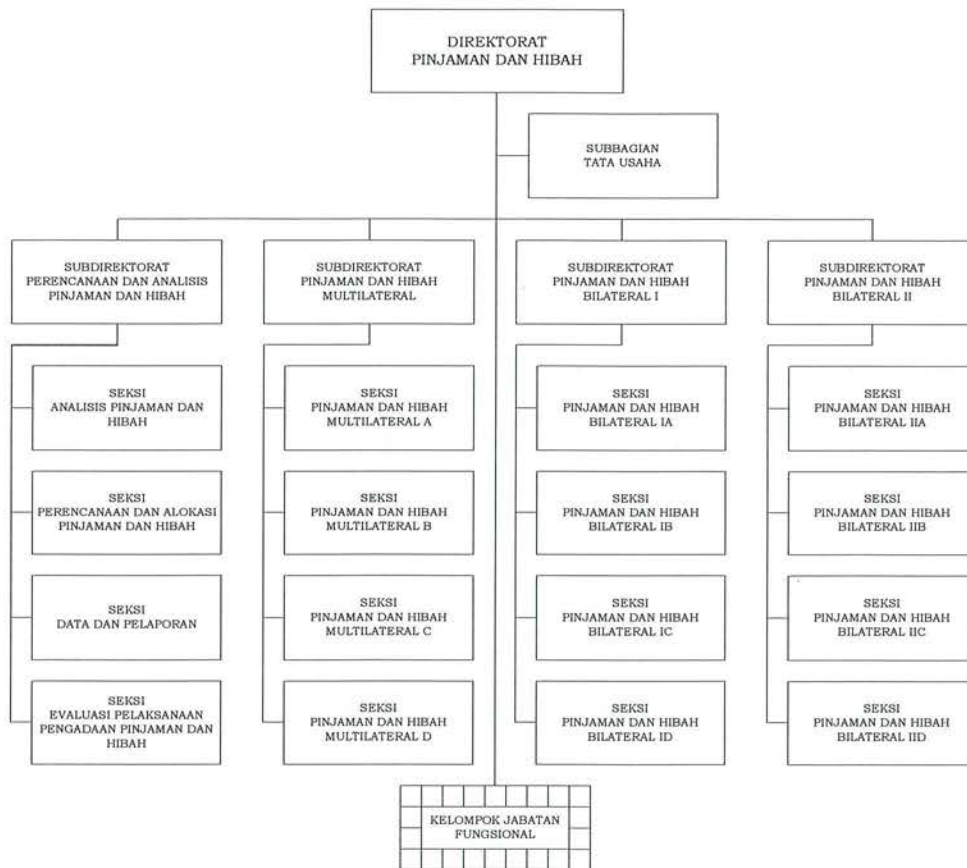 DIREKTORAT
PINJAMAN DAN HIBAH
SUBBAGIAN
TATA USAHA
SUBDIREKTORAT
PERENCANAAN DAN ANALISIS
PINJAMAN DAN HIBAH
SUBDIREKTORAT
PINJAMAN DAN HIBAH
MULTILATERAL
SUBDIREKTORAT
PINJAMAN DAN HIBAH
BILATERAL I
SUBDIREKTORAT
PINJAMAN DAN HIBAH
BILATERAL II
SEKSI
ANALISIS PINJAMAN DAN
HIBAH
SEKSI
PINJAMAN DAN HIBAH
MULTILATERAL A
SEKSI
PINJAMAN DAN HIBAH
BILATERAL IA
SEKSI
PINJAMAN DAN HIBAH
BILATERAL IIA
SEKSI
PERENCANAAN DAN ALOKASI
PINJAMAN DAN HIBAH
SEKSI
PINJAMAN DAN HIBAH
MULTILATERAL B
SEKSI
PINJAMAN DAN HIBAH
BILATERAL IB
SEKSI
PINJAMAN DAN HIBAH
BILATERAL IIB
SEKSI
DATA DAN PELAPORAN
SEKSI
PINJAMAN DAN HIBAH
MULTILATERAL C
SEKSI
PINJAMAN DAN HIBAH
BILATERAL IC
SEKSI
PINJAMAN DAN HIBAH
BILATERAL IIC
SEKSI
EVALUASI PELAKSANAAN
PENGADAAN PINJAMAN DAN
HIBAH
SEKSI
PINJAMAN DAN HIBAH
MULTILATERAL D
SEKSI
PINJAMAN DAN HIBAH
BILATERAL ID
SEKSI
PINJAMAN DAN HIBAH
BILATERAL IID
KELOMPOK JABATAN
FUNGSIONAL